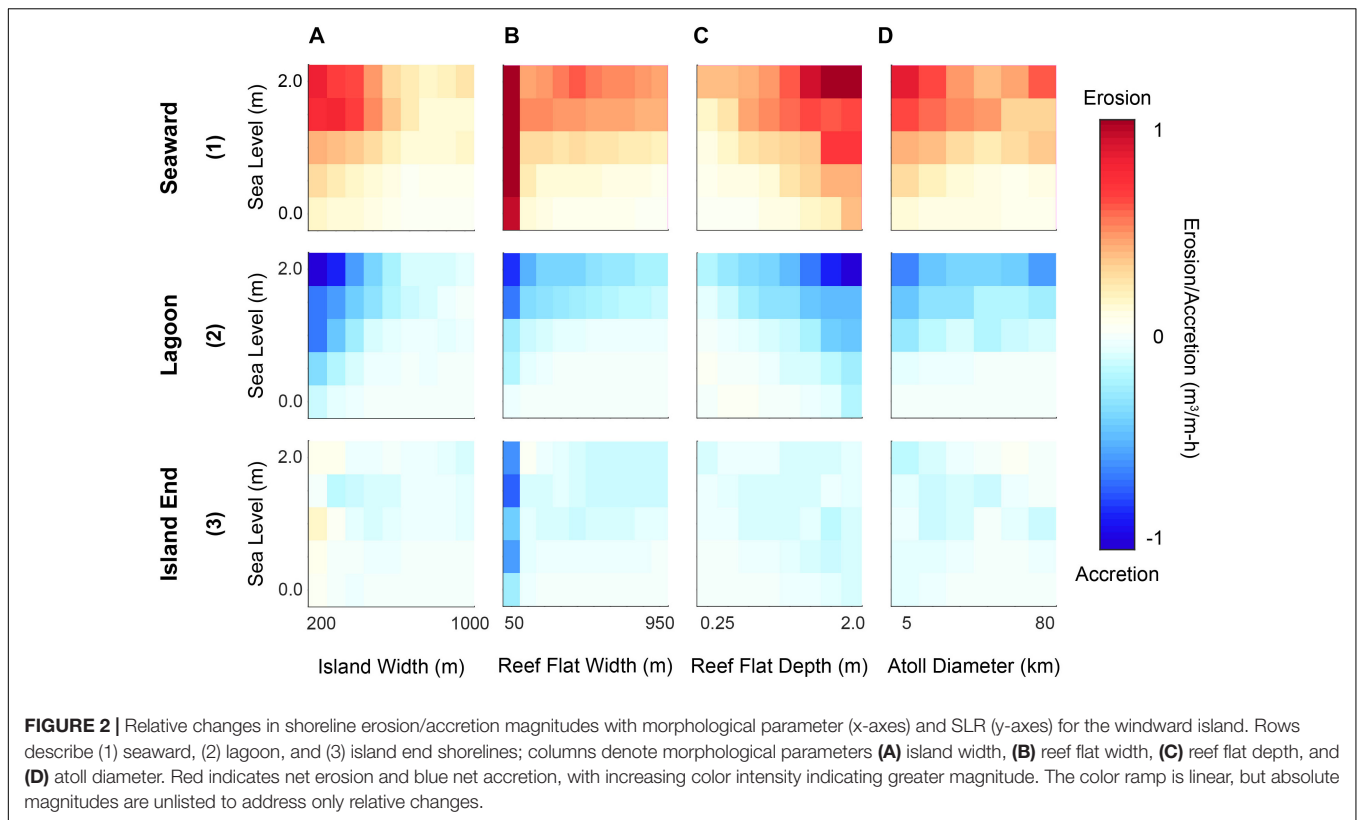 A B C D
Seaward
(1)
Sea Level (m)
2.0
0.0
Lagoon
(2)
Sea Level (m)
2.0
0.0
Island End
(3)
Sea Level (m)
2.0
0.0
200 1000 50 950 0.25 2.0 5 80
Island Width (m) Reef Flat Width (m) Reef Flat Depth (m) Atoll Diameter (km)
Erosion
1
0
-1
Accretion
Erosion/Accretion (m³/m-h)
FIGURE 2 | Relative changes in shoreline erosion/accretion magnitudes with morphological parameter (x-axes) and SLR (y-axes) for the windward island. Rows
describe (1) seaward, (2) lagoon, and (3) island end shorelines; columns denote morphological parameters (A) island width, (B) reef flat width, (C) reef flat depth, and
(D) atoll diameter. Red indicates net erosion and blue net accretion, with increasing color intensity indicating greater magnitude. The color ramp is linear, but absolute
magnitudes are unlisted to address only relative changes.